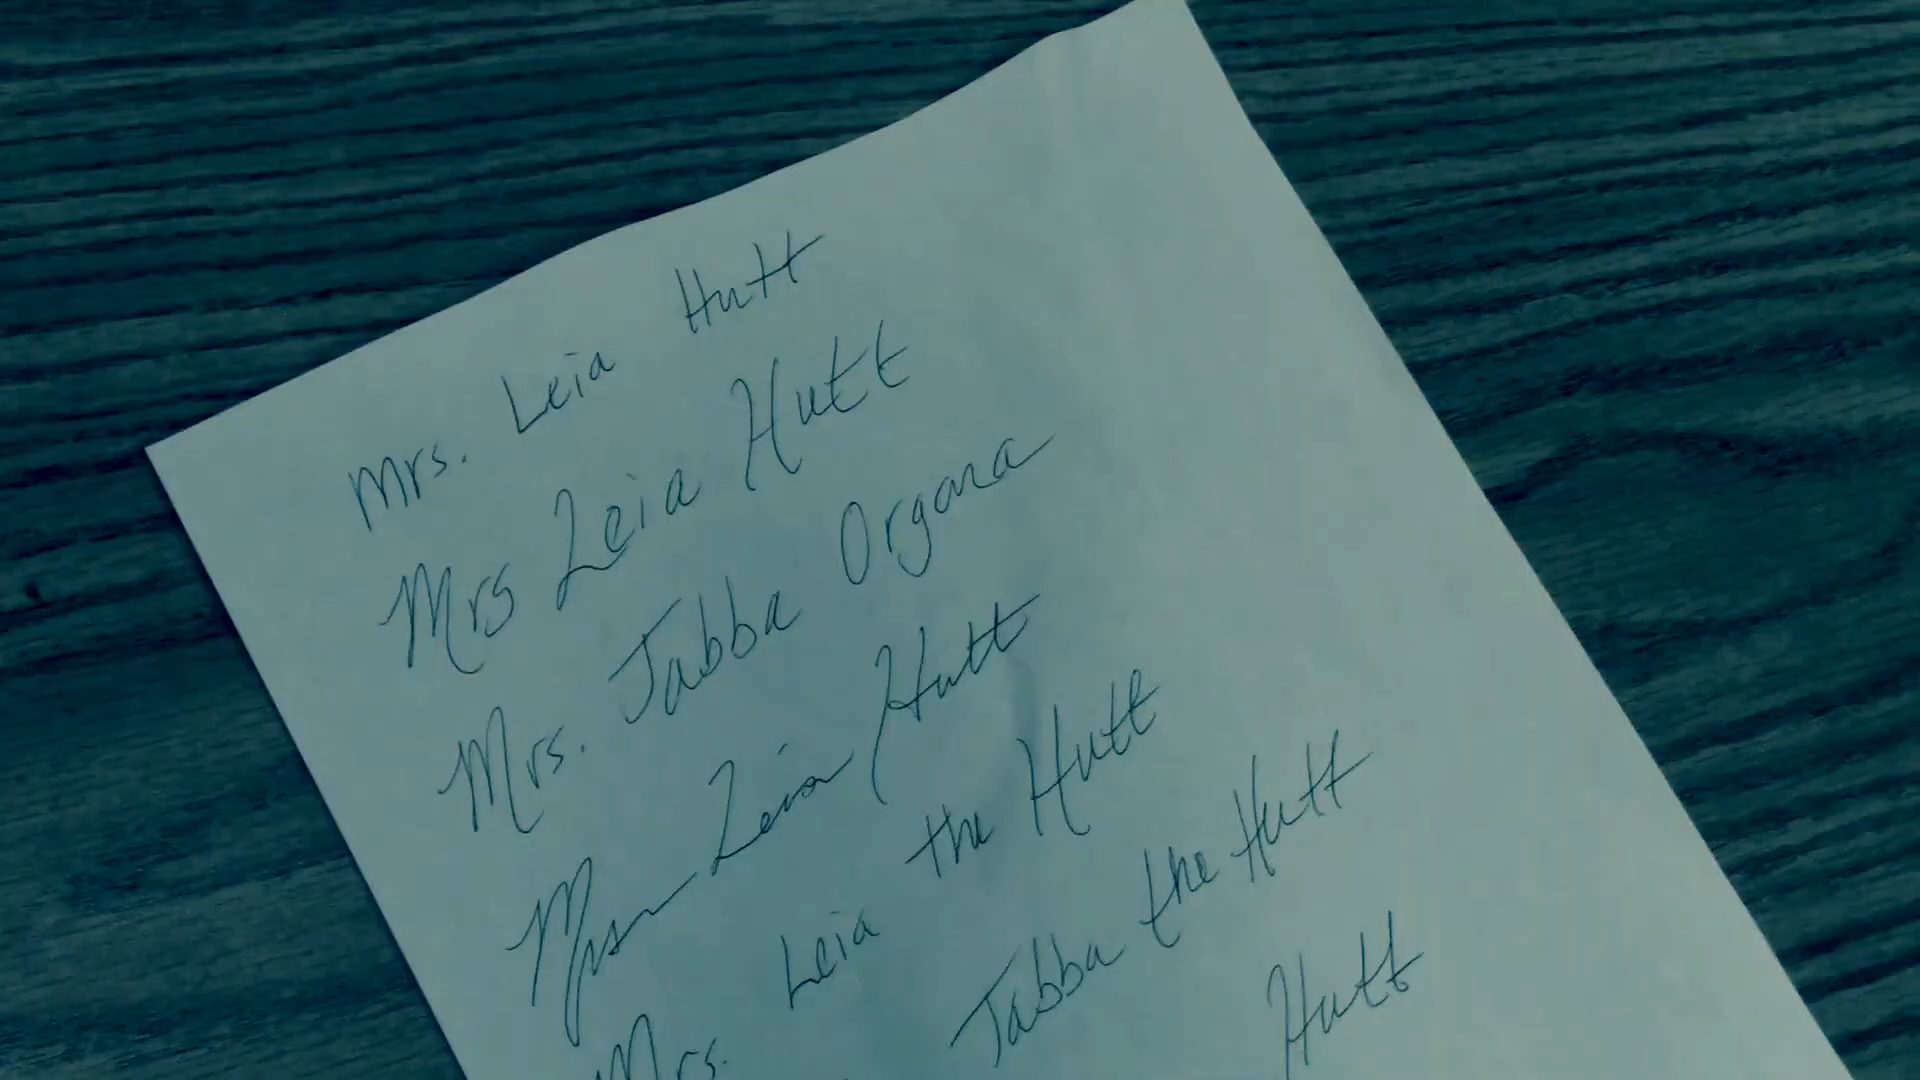 Mrs. Leia Hutt
Mrs Leia Hutt
Mrs. Jabba Organa
Mrs Leia Hutt
Mrs. Leia the Hutt
Jabba the Hutt
Hutt